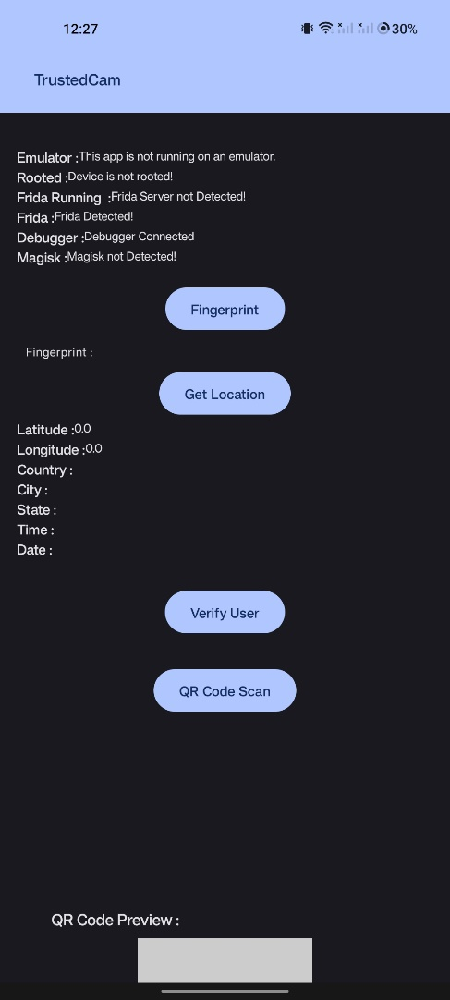 12:27
30%
TrustedCam
Emulator :This app is not running on an emulator.
Rooted :Device is not rooted!
Frida Running  :Frida Server not Detected!
Frida :Frida Detected!
Debugger :Debugger Connected
Magisk :Magisk not Detected!
Fingerprint
Fingerprint :
Get Location
Latitude :0.0
Longitude :0.0
Country :
City :
State :
Time :
Date :
Verify User
QR Code Scan
QR Code Preview :